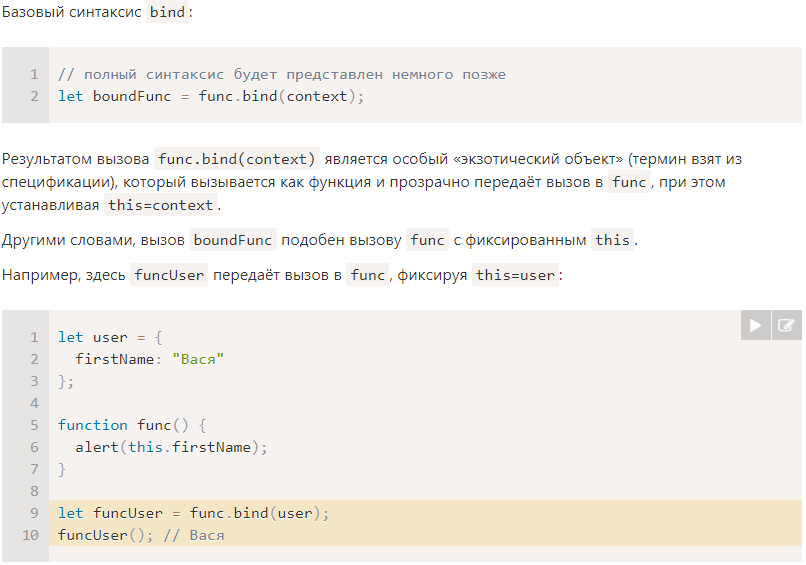 Базовый синтаксис bind:
1 // полный синтаксис будет представлен немного позже
2 let boundFunc = func.bind(context);
Результатом вызова func.bind(context) является особый «экзотический объект» (термин взят из
спецификации), который вызывается как функция и прозрачно передаёт вызов в func, при этом
устанавливая this=context.
Другими словами, вызов boundFunc подобен вызову func с фиксированным this.
Например, здесь funcUser передаёт вызов в func, фиксируя this=user:
1 let user = {
2   firstName: "Вася"
3 };
4
5 function func() {
6   alert(this.firstName);
7 }
8
9 let funcUser = func.bind(user);
10 funcUser(); // Вася